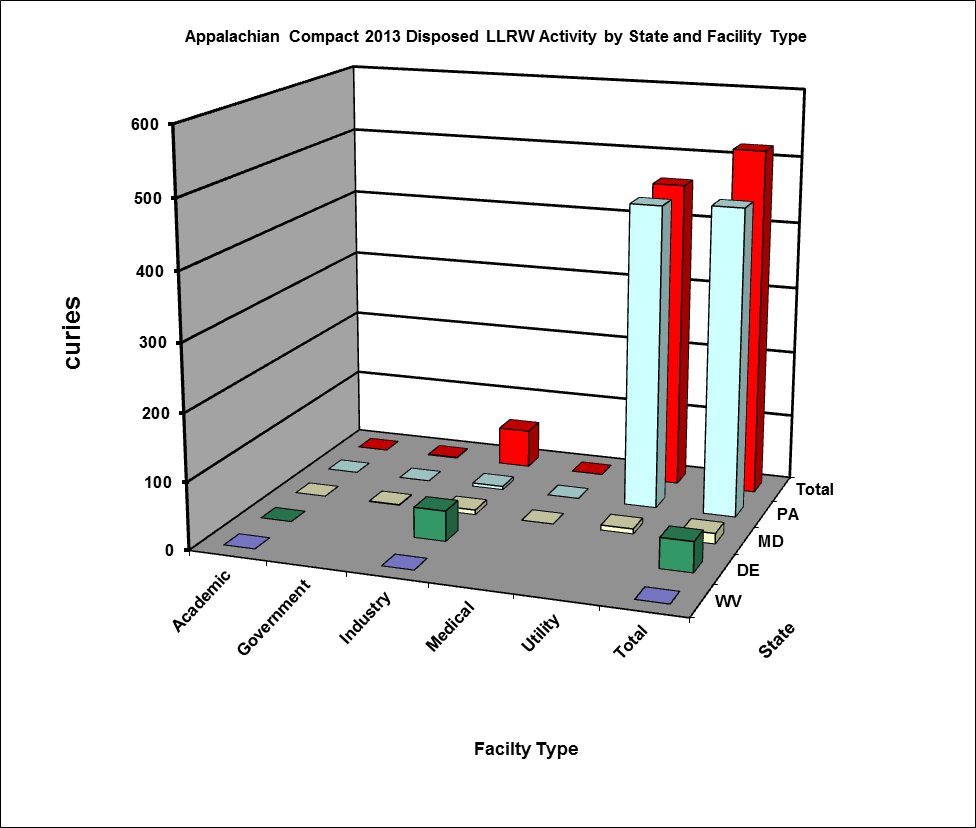 Appalachian Compact 2013 Disposed LLRW Activity by State and Facility Type
600
500
400
300
200
100
0
curies
Academic
Government
Industry
Medical
Utility
Total
Total
PA
MD
DE
WV
State
Facilty Type